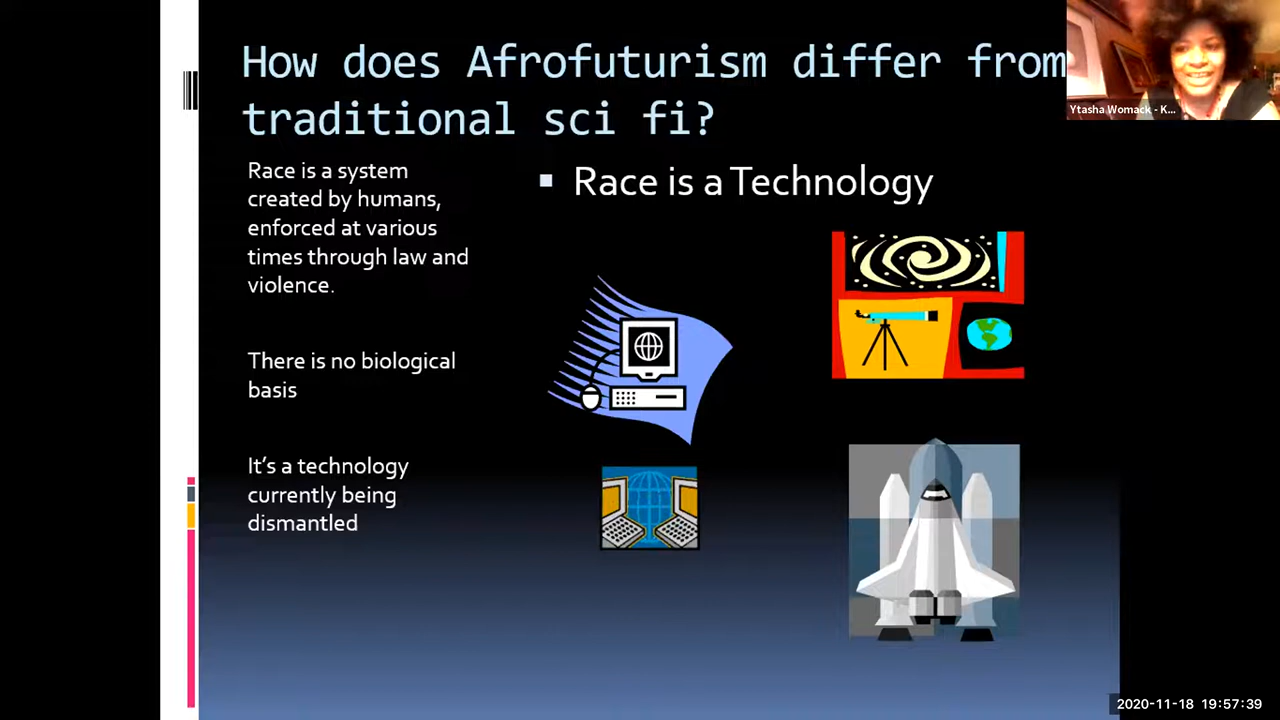 How does Afrofuturism differ from
traditional sci fi?
Ytasha Womack - K...
Race is a system
created by humans,
enforced at various
times through law and
violence.
There is no biological
basis
It’s a technology
currently being
dismantled
Race is a Technology
2020-11-18 19:57:39